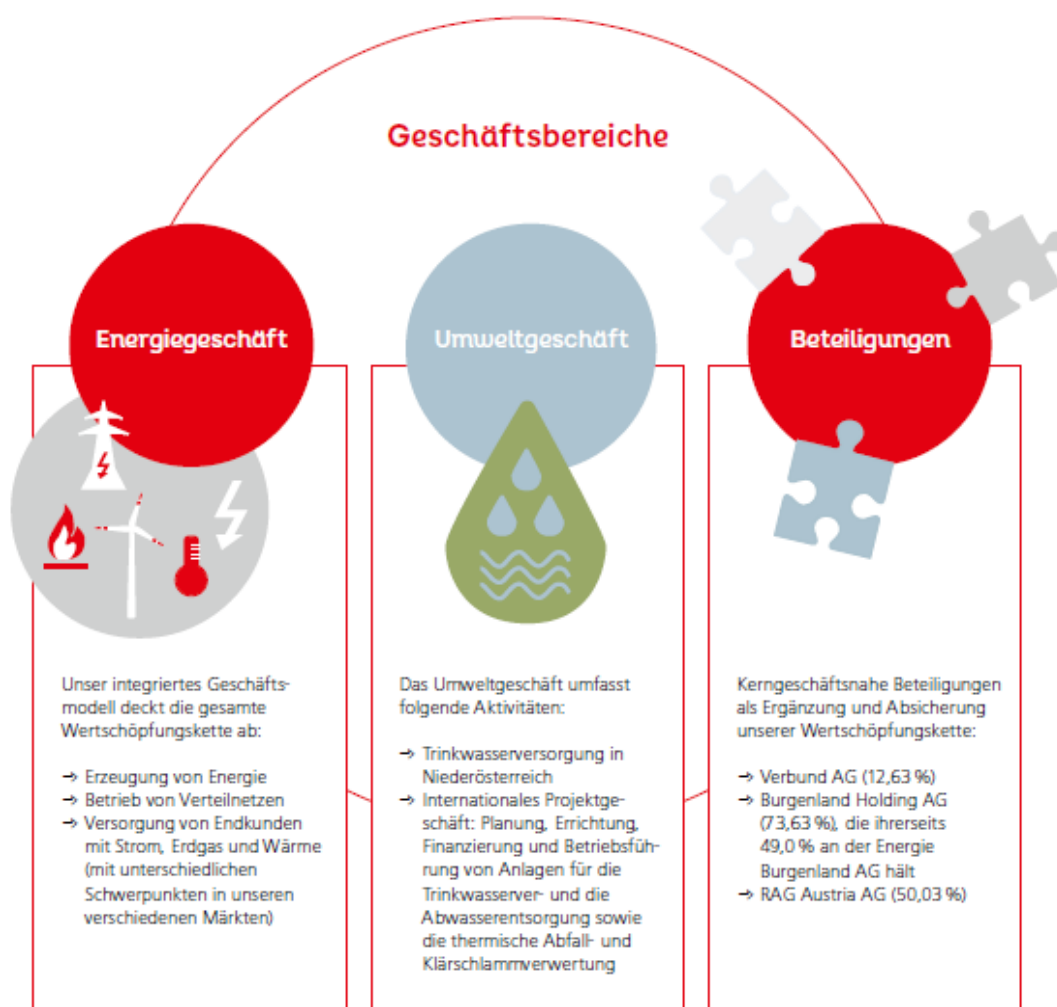 Geschäftsbereiche
Energiegeschäft
Umweltgeschäft
Beteiligungen
Unser integriertes Geschäfts-
modell deckt die gesamte
Wertschöpfungskette ab:
→ Erzeugung von Energie
→ Betrieb von Verteilnetzen
→ Versorgung von Endkunden
mit Strom, Erdgas und Wärme
(mit unterschiedlichen
Schwerpunkten in unseren
verschiedenen Märkten)
Das Umweltgeschäft umfasst
folgende Aktivitäten:
→ Trinkwasserversorgung in
Niederösterreich
→ Internationales Projektge-
schäft: Planung, Errichtung,
Finanzierung und Betriebsfüh-
rung von Anlagen für die
Trinkwasserver- und die
Abwasserentsorgung sowie
die thermische Abfall- und
Klärschlammverwertung
Kerngeschäftsnahe Beteiligungen
als Ergänzung und Absicherung
unserer Wertschöpfungskette:
→ Verbund AG (12,63 %)
→ Burgenland Holding AG
(73,63 %), die ihrerseits
49,0 % an der Energie
Burgenland AG hält
→ RAG Austria AG (50,03 %)